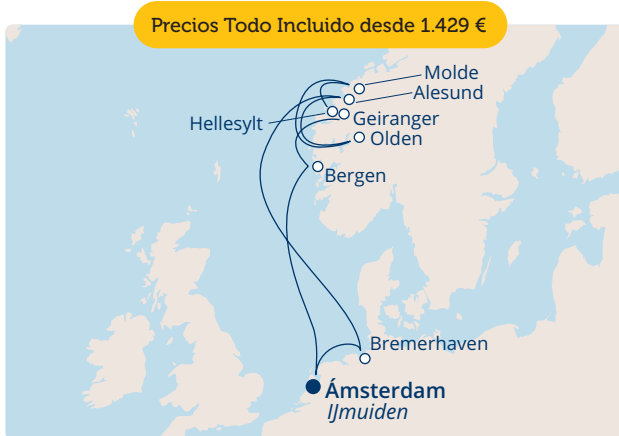 Precios Todo Incluido desde 1.429 €
Molde
Alesund
Hellesylt
Geiranger
Olden
Bergen
Bremerhaven
Ámsterdam
IJmuiden